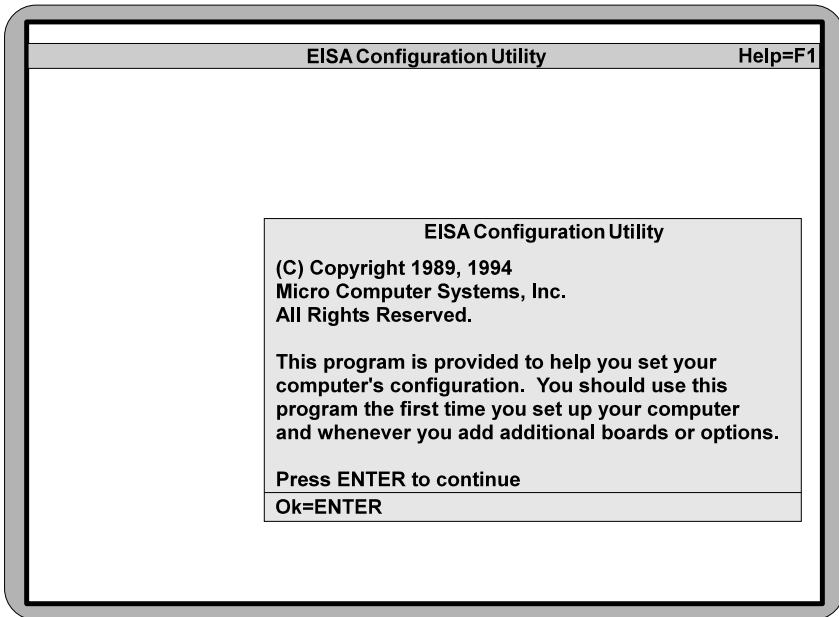 EISA Configuration Utility Help=F1
EISA Configuration Utility
(C) Copyright 1989, 1994
Micro Computer Systems, Inc.
All Rights Reserved.
This program is provided to help you set your
computer's configuration.  You should use this
program the first time you set up your computer
and whenever you add additional boards or options.
Press ENTER to continue
Ok=ENTER